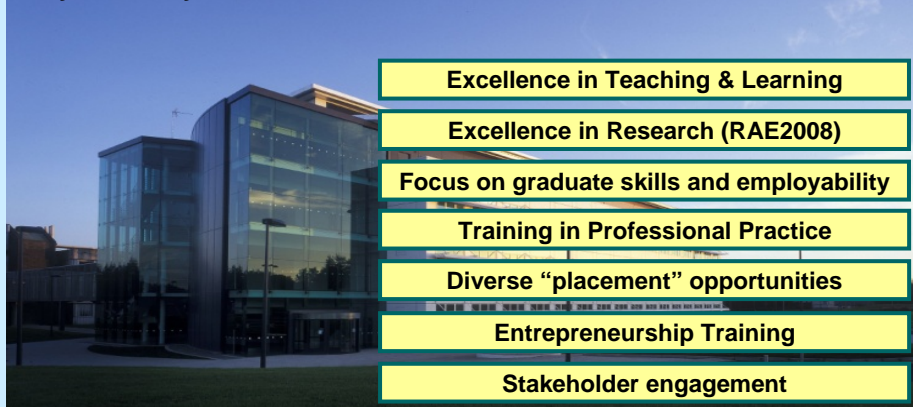 Excellence in Teaching & Learning
Excellence in Research (RAE2008)
Focus on graduate skills and employability
Training in Professional Practice
Diverse “placement” opportunities
Entrepreneurship Training
Stakeholder engagement